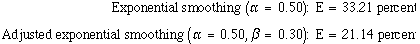 Exponential smoothing (α = 0.50): E = 33.21 percent
Adjusted exponential smoothing (α = 0.50, β = 0.30): E = 21.14 percent